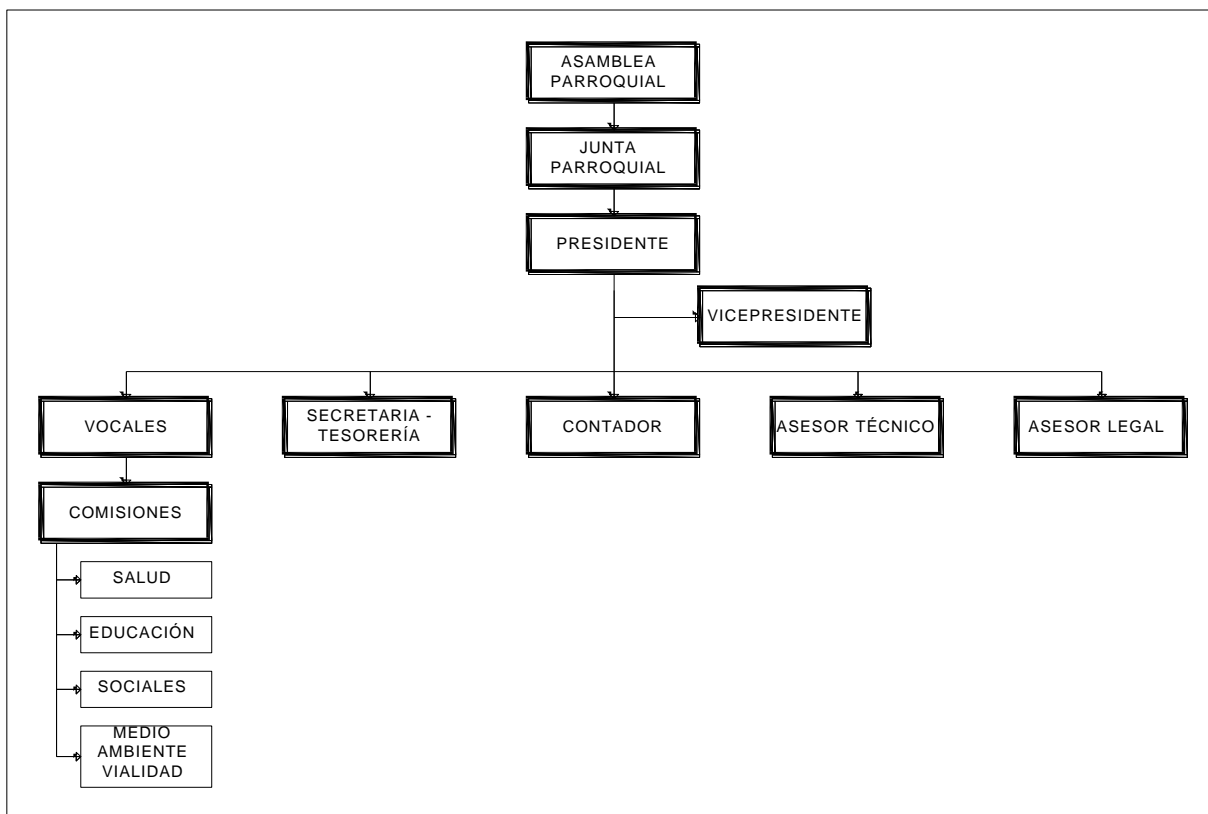 ASAMBLEA
PARROQUIAL
JUNTA
PARROQUIAL
PRESIDENTE
VICEPRESIDENTE
VOCALES
SECRETARIA -
TESORERÍA
CONTADOR
ASESOR TÉCNICO
ASESOR LEGAL
COMISIONES
SALUD
EDUCACIÓN
SOCIALES
MEDIO
AMBIENTE
VIALIDAD